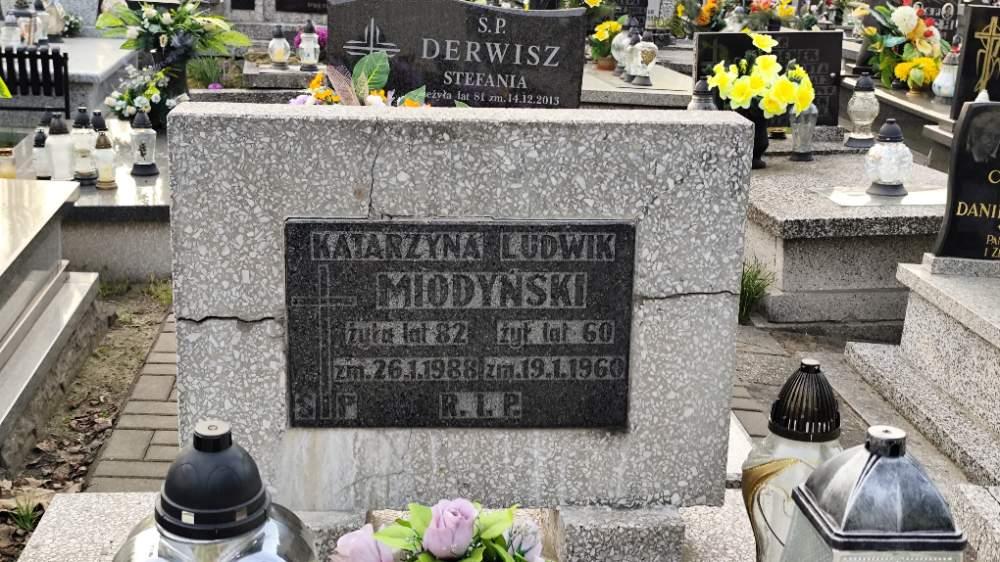 Ś.P.
DERWISZ
STEFANIA
żyła lat 81 zm. 14.12.2013
KATARZYNA LUDWIK
MIODYŃSKI
żyła lat 82 żył lat 60
zm. 26.1.1988 zm. 19.1.1960
Ś P R. I. P.
DANI